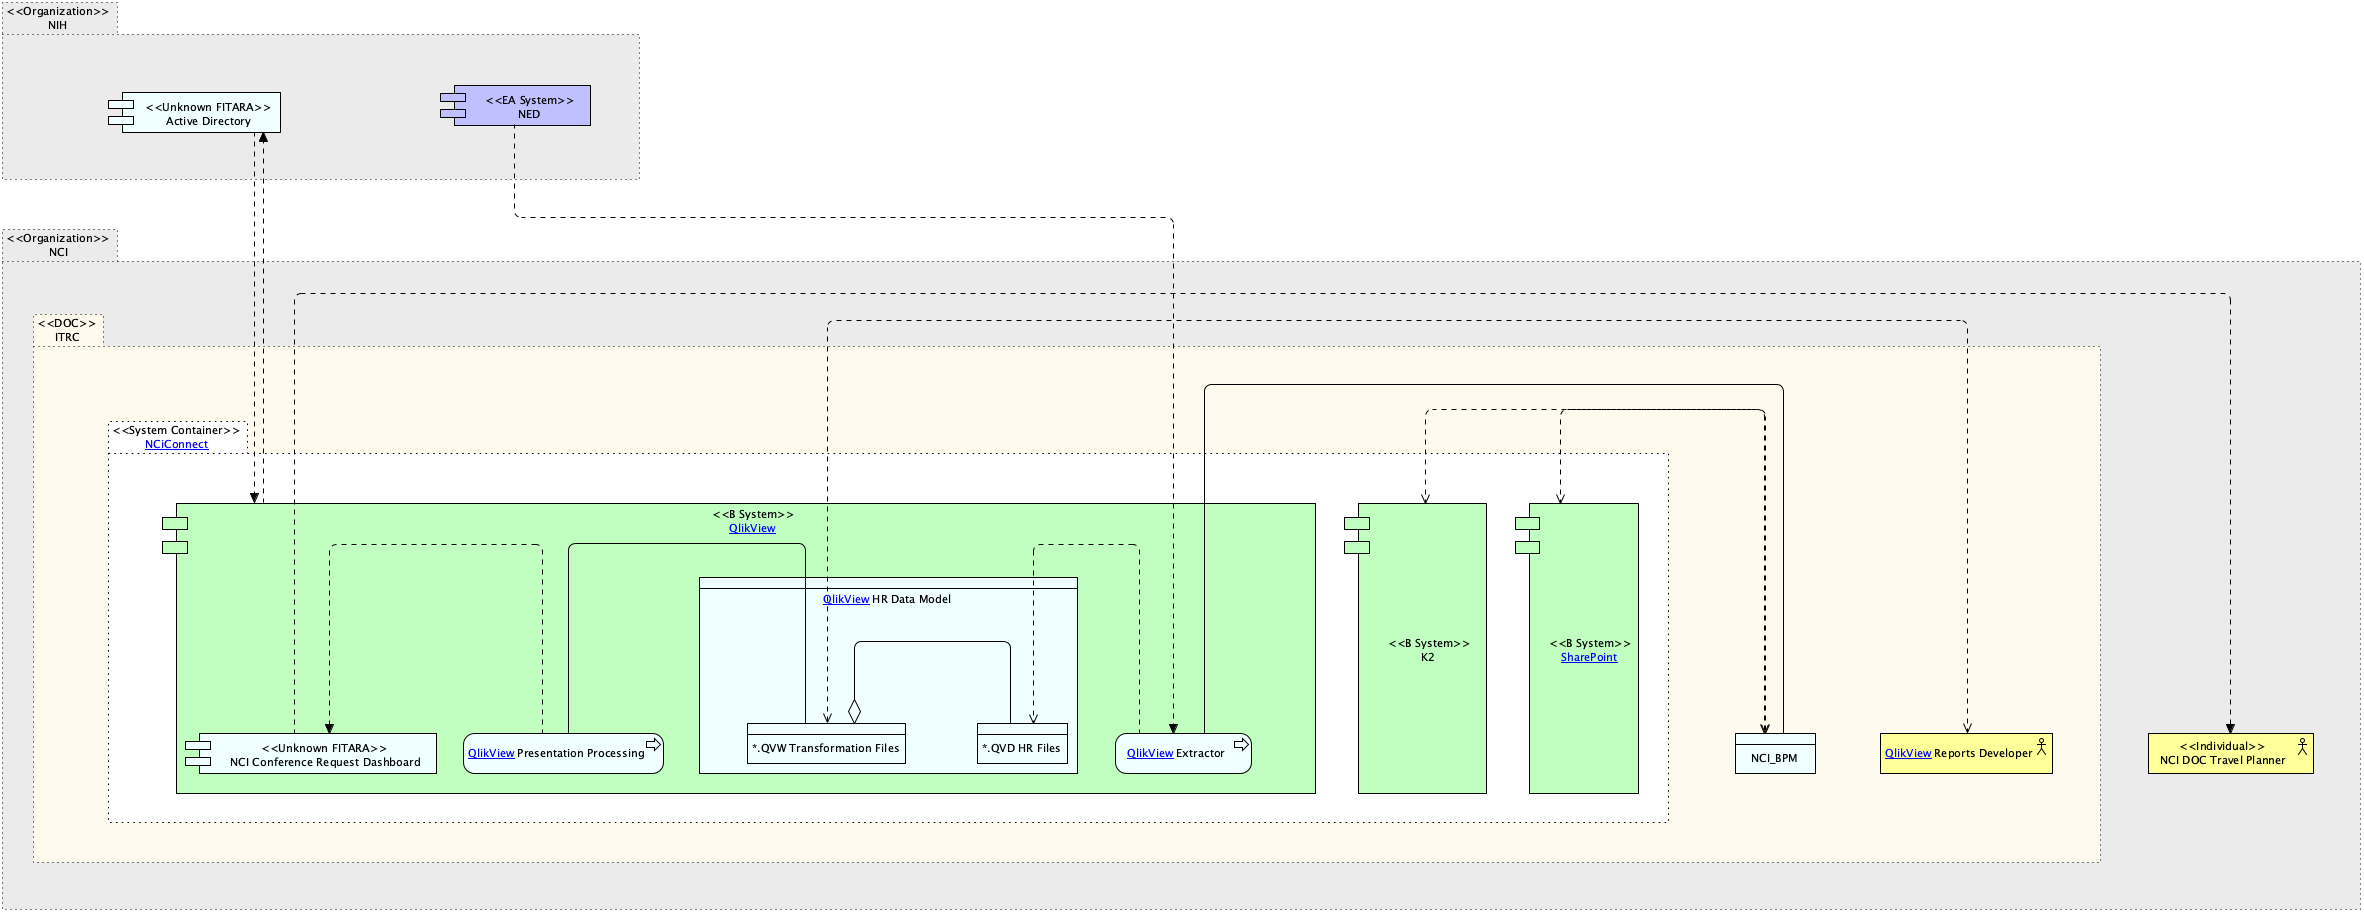 <<Organization>>
NIH
<<Unknown FITARA>>
Active Directory
<<EA System>>
NED
<<Organization>>
NCI
<<DOC>>
ITRC
<<System Container>>
NCiConnect
<<B System>>
QlikView
QlikView HR Data Model
<<B System>>
K2
<<B System>>
SharePoint
<<Unknown FITARA>>
NCI Conference Request Dashboard
QlikView Presentation Processing
*.QVW Transformation Files
*.QVD HR Files
QlikView Extractor
NCI_BPM
QlikView Reports Developer
<<Individual>>
NCI DOC Travel Planner